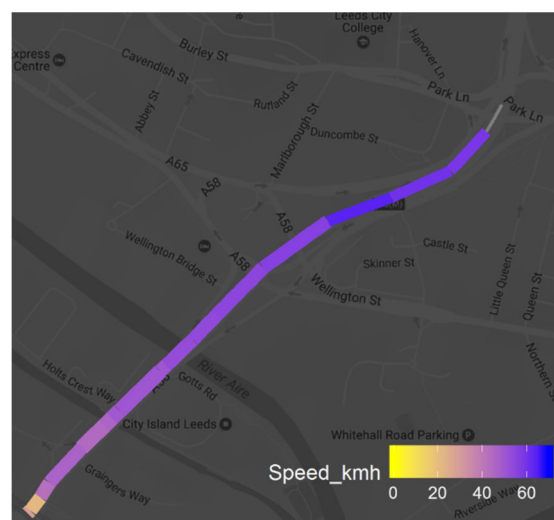 Leeds City
College
Burley St
Hanover Ln
xpress
Centre
Cavendish St
Park Ln
Rutland St
Abbey St
Marlborough St
Park Ln
Duncombe St
A65
A58
A58
Wellington Bridge St
A58
Castle St
Skinner St
Wellington St
Little Queen St
Queen St
Northern S
River Aire
Holts Crest Way
Gotts Rd
City Island Leeds
Whitehall Road Parking
Graingers Way
Speed_kmh
0 20 40 60
Riverside Way